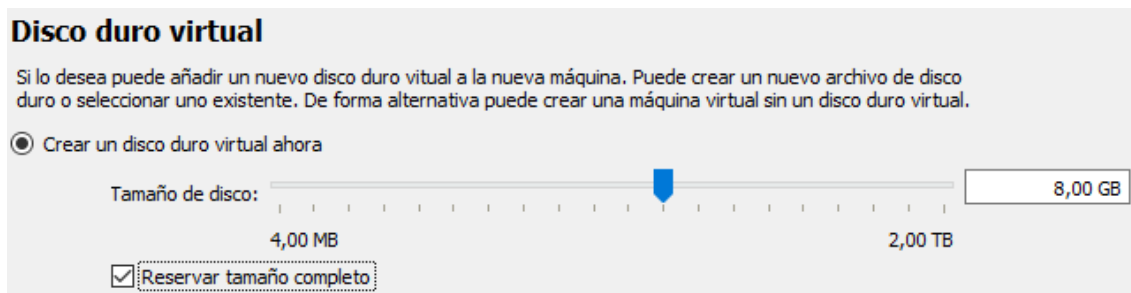 Disco duro virtual
Si lo desea puede añadir un nuevo disco duro vitual a la nueva máquina. Puede crear un nuevo archivo de disco
duro o seleccionar uno existente. De forma alternativa puede crear una máquina virtual sin un disco duro virtual.
Crear un disco duro virtual ahora
Tamaño de disco: 8,00 GB
4,00 MB 2,00 TB
Reservar tamaño completo